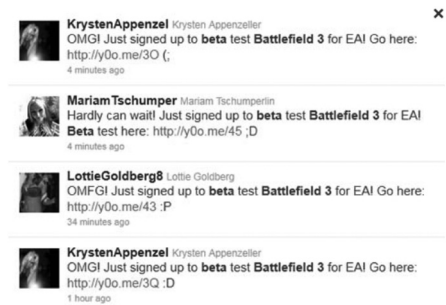 KrystenAppenzel Krysten Appenzeller
OMG! Just signed up to beta test Battlefield 3 for EA! Go here:
http://y0o.me/3O (;
4 minutes ago
MariamTschumper Mariam Tschumperlin
Hardly can wait! Just signed up to beta test Battlefield 3 for EA!
Beta test here: http://y0o.me/45 ;D
4 minutes ago
LottieGoldberg8 Lottie Goldberg
OMFG! Just signed up to beta test Battlefield 3 for EA! Go here:
http://y0o.me/43 :P
34 minutes ago
KrystenAppenzel Krysten Appenzeller
OMG! Just signed up to beta test Battlefield 3 for EA! Go here:
http://y0o.me/3Q :D
1 hour ago